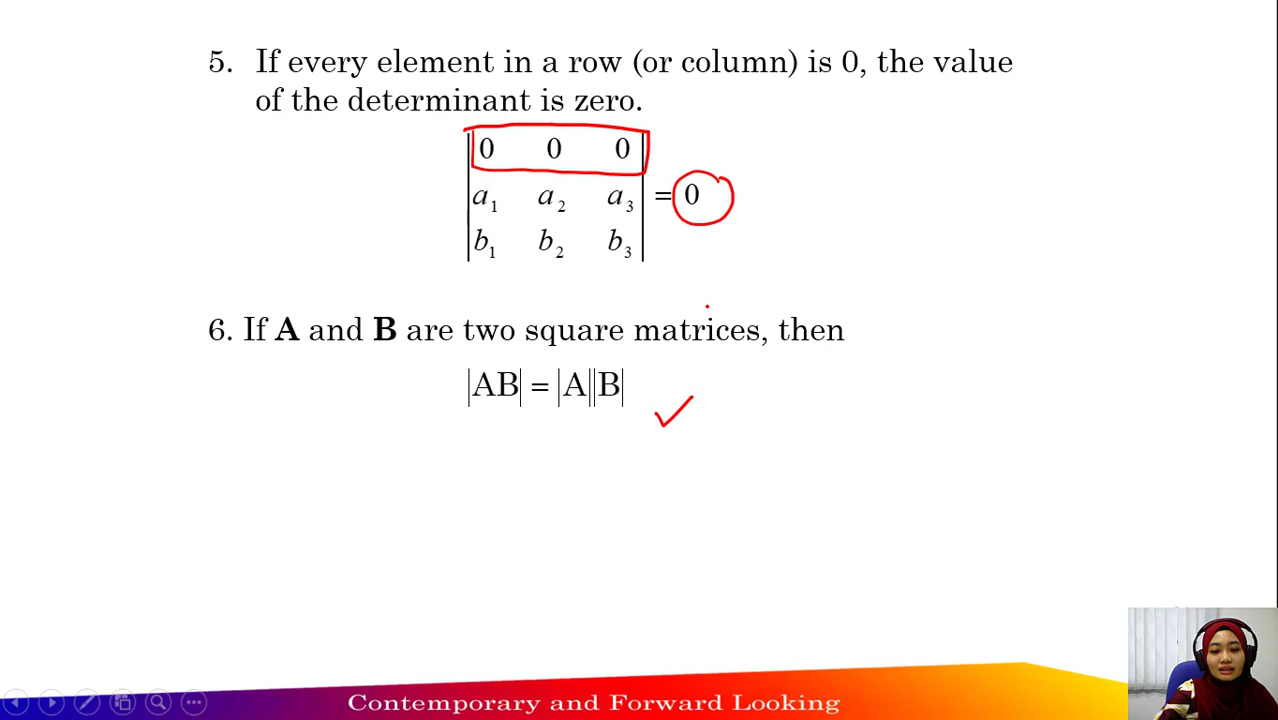 5. If every element in a row (or column) is 0, the value
of the determinant is zero.
|0 0 0|
|a₁ a₂ a₃| = 0
|b₁ b₂ b₃|
6. If A and B are two square matrices, then
|AB| = |A||B|
Contemporary and Forward Looking